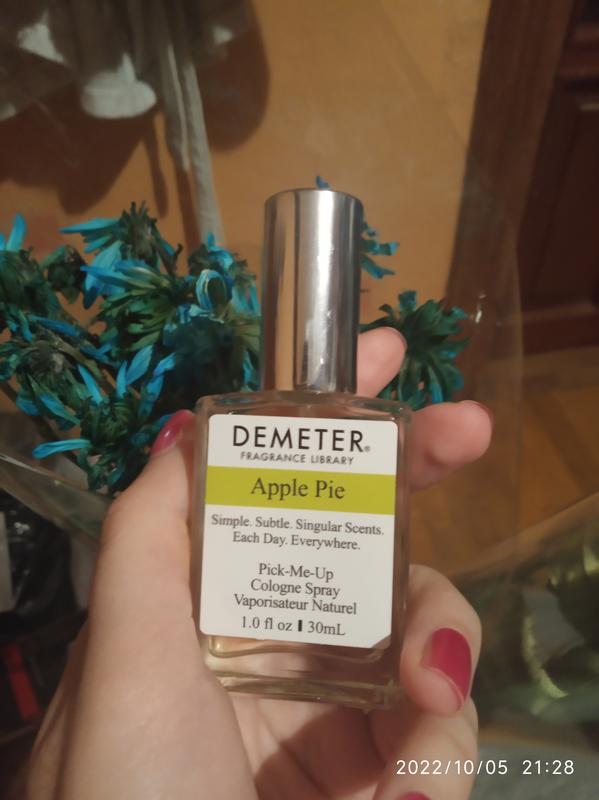 DEMETER®
FRAGRANCE LIBRARY
Apple Pie
Simple. Subtle. Singular Scents.
Each Day. Everywhere.
Pick-Me-Up
Cologne Spray
Vaporisateur Naturel
1.0 fl oz ❙ 30mL
2022/10/05 21:28